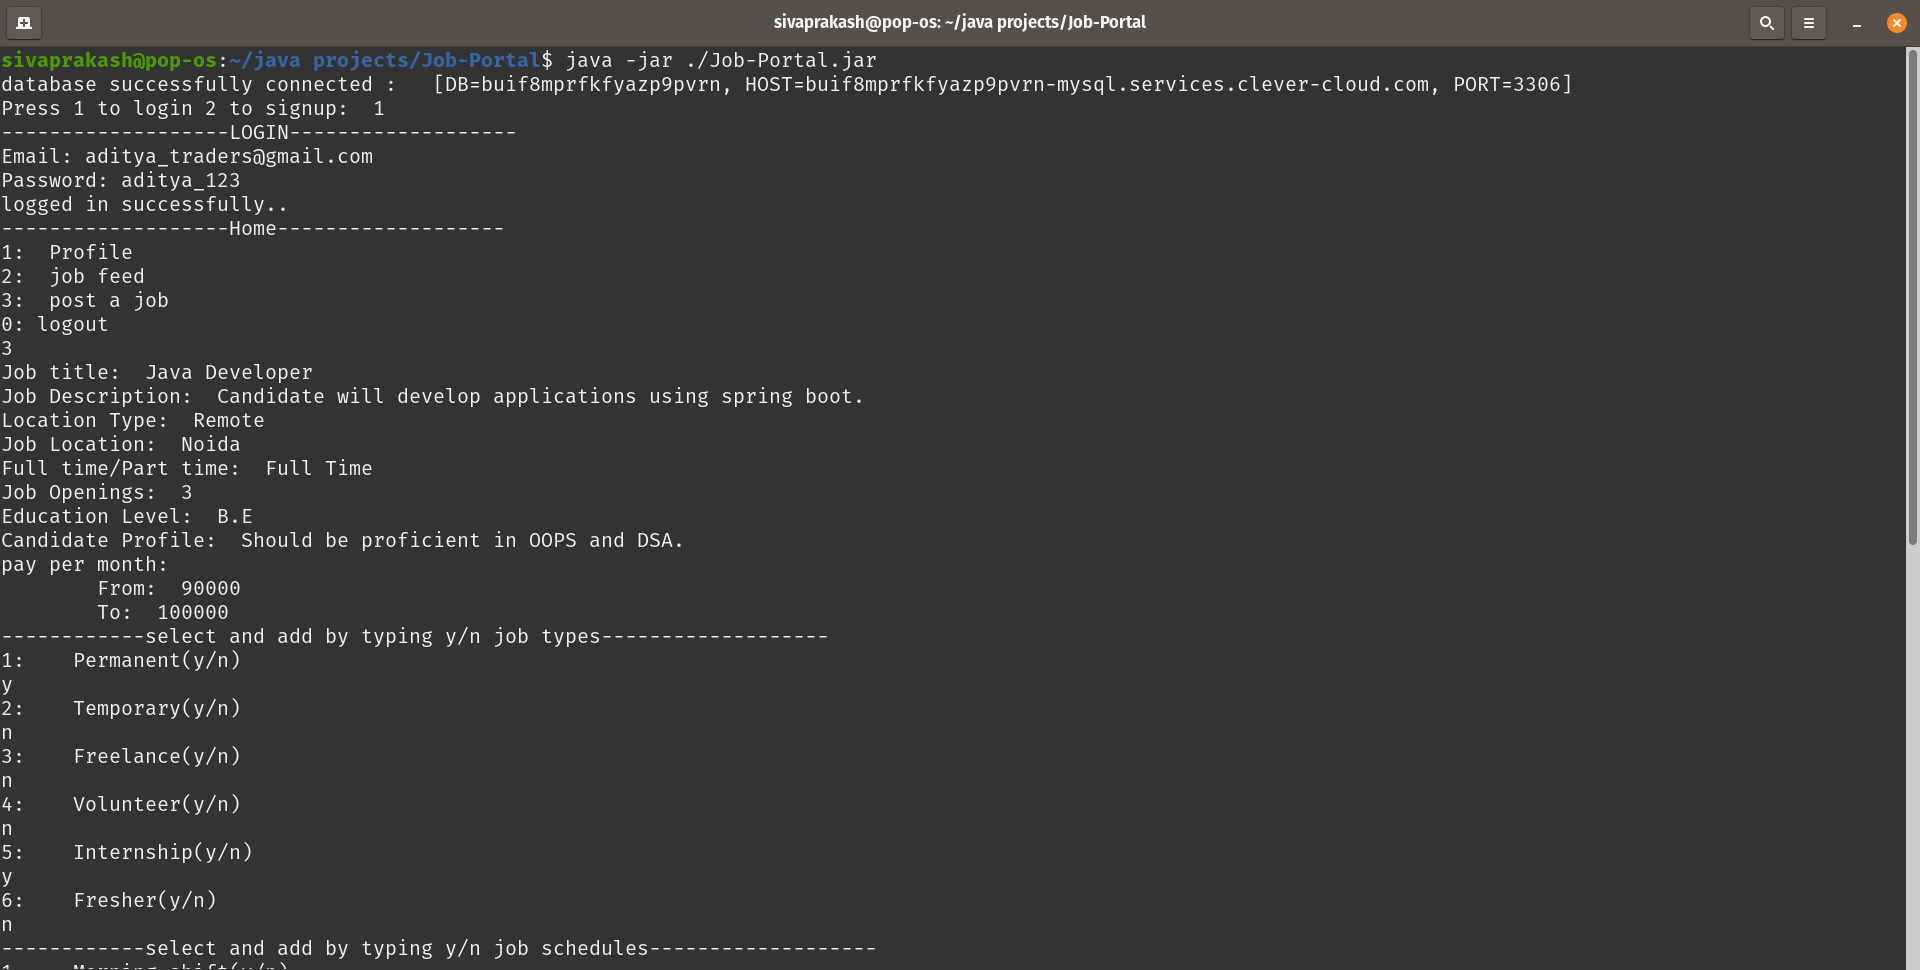 sivaprakash@pop-os: ~/java projects/Job-Portal
sivaprakash@pop-os:~/java projects/Job-Portal$ java -jar ./Job-Portal.jar
database successfully connected :   [DB=buif8mprfkfyazp9pvrn, HOST=buif8mprfkfyazp9pvrn-mysql.services.clever-cloud.com, PORT=3306]
Press 1 to login 2 to signup:  1
-------------------LOGIN-------------------
Email: aditya_traders@gmail.com
Password: aditya_123
logged in successfully..
-------------------Home-------------------
1:  Profile
2:  job feed
3:  post a job
0: logout
3
Job title:  Java Developer
Job Description:  Candidate will develop applications using spring boot.
Location Type:  Remote
Job Location:  Noida
Full time/Part time:  Full Time
Job Openings:  3
Education Level:  B.E
Candidate Profile:  Should be proficient in OOPS and DSA.
pay per month:
        From:  90000
        To:  100000
------------select and add by typing y/n job types-------------------
1:    Permanent(y/n)
y
2:    Temporary(y/n)
n
3:    Freelance(y/n)
n
4:    Volunteer(y/n)
n
5:    Internship(y/n)
y
6:    Fresher(y/n)
n
------------select and add by typing y/n job schedules-------------------
1:    Morning shift(y/n)